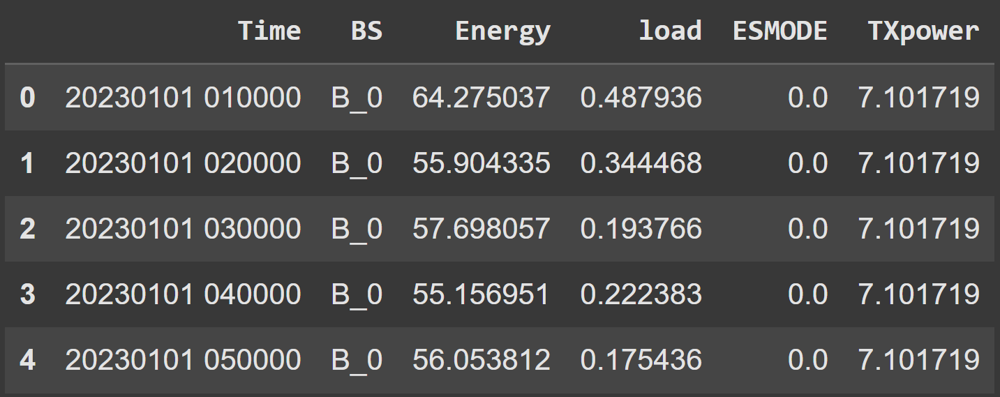 Time BS Energy load ESMODE TXpower
0 20230101 010000 B_0 64.275037 0.487936 0.0 7.101719
1 20230101 020000 B_0 55.904335 0.344468 0.0 7.101719
2 20230101 030000 B_0 57.698057 0.193766 0.0 7.101719
3 20230101 040000 B_0 55.156951 0.222383 0.0 7.101719
4 20230101 050000 B_0 56.053812 0.175436 0.0 7.101719